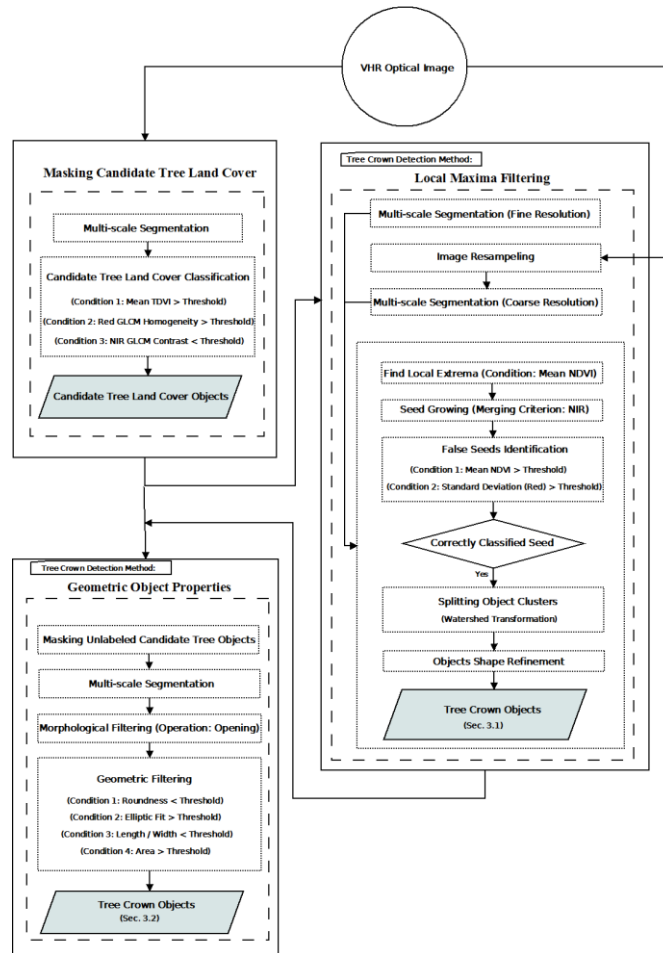 VHR Optical Image
Masking Candidate Tree Land Cover
Multi-scale Segmentation
Candidate Tree Land Cover Classification
(Condition 1: Mean TDVI > Threshold)
(Condition 2: Red GLCM Homogeneity > Threshold)
(Condition 3: NIR GLCM Contrast < Threshold)
Candidate Tree Land Cover Objects
Tree Crown Detection Method:
Local Maxima Filtering
Multi-scale Segmentation (Fine Resolution)
Image Resampeling
Multi-scale Segmentation (Coarse Resolution)
Find Local Extrema (Condition: Mean NDVI)
Seed Growing (Merging Criterion: NIR)
False Seeds Identification
(Condition 1: Mean NDVI > Threshold)
(Condition 2: Standard Deviation (Red) > Threshold)
Correctly Classified Seed
Yes
Splitting Object Clusters
(Watershed Transformation)
Objects Shape Refinement
Tree Crown Objects
(Sec. 3.1)
Tree Crown Detection Method:
Geometric Object Properties
Masking Unlabeled Candidate Tree Objects
Multi-scale Segmentation
Morphological Filtering (Operation: Opening)
Geometric Filtering
(Condition 1: Roundness < Threshold)
(Condition 2: Elliptic Fit > Threshold)
(Condition 3: Length / Width < Threshold)
(Condition 4: Area > Threshold)
Tree Crown Objects
(Sec. 3.2)